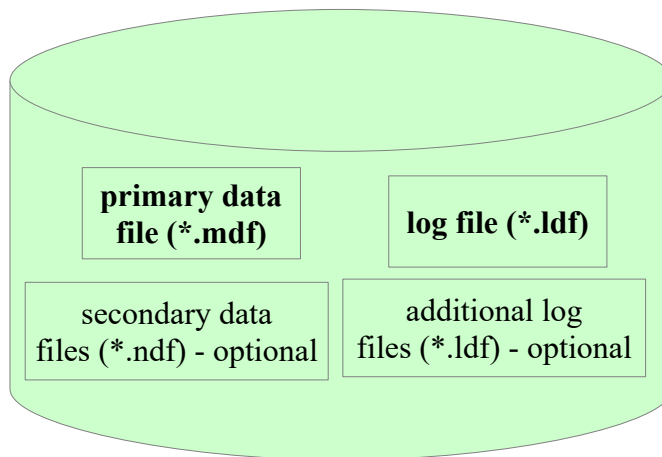 primary data
file (*.mdf)
log file (*.ldf)
secondary data
files (*.ndf) - optional
additional log
files (*.ldf) - optional